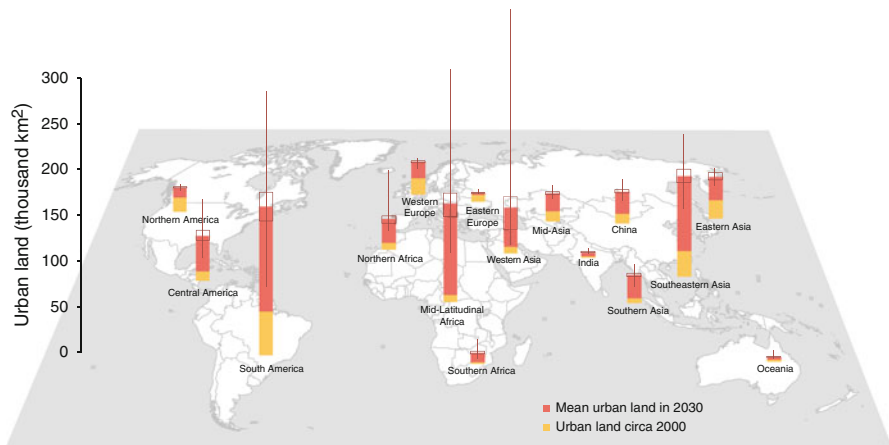 Urban land (thousand km²)
300
250
200
150
100
50
0
Northern America
Central America
South America
Western
Europe
Eastern
Europe
Northern Africa
Mid-Latitudinal
Africa
Southern Africa
Western Asia
Mid-Asia
India
China
Southern Asia
Southeastern Asia
Eastern Asia
Oceania
Mean urban land in 2030
Urban land circa 2000